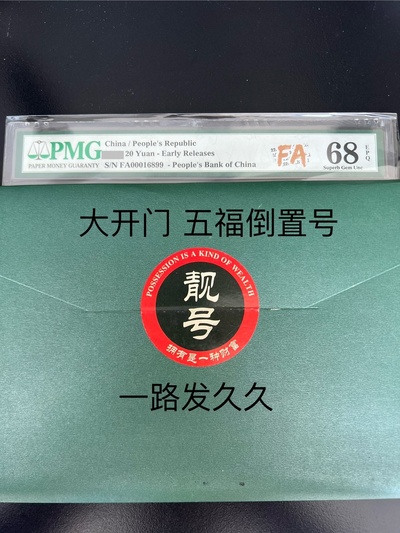 PMG
PAPER MONEY GUARANTY
China / People's Republic
20 Yuan - Early Releases
S/N FA00016899 - People's Bank of China
FA
68
EPQ
Superb Gem Unc
大开门 五福倒置号
POSSESSION IS A KIND OF WEALTH
靓号
拥有是一种财富
一路发久久